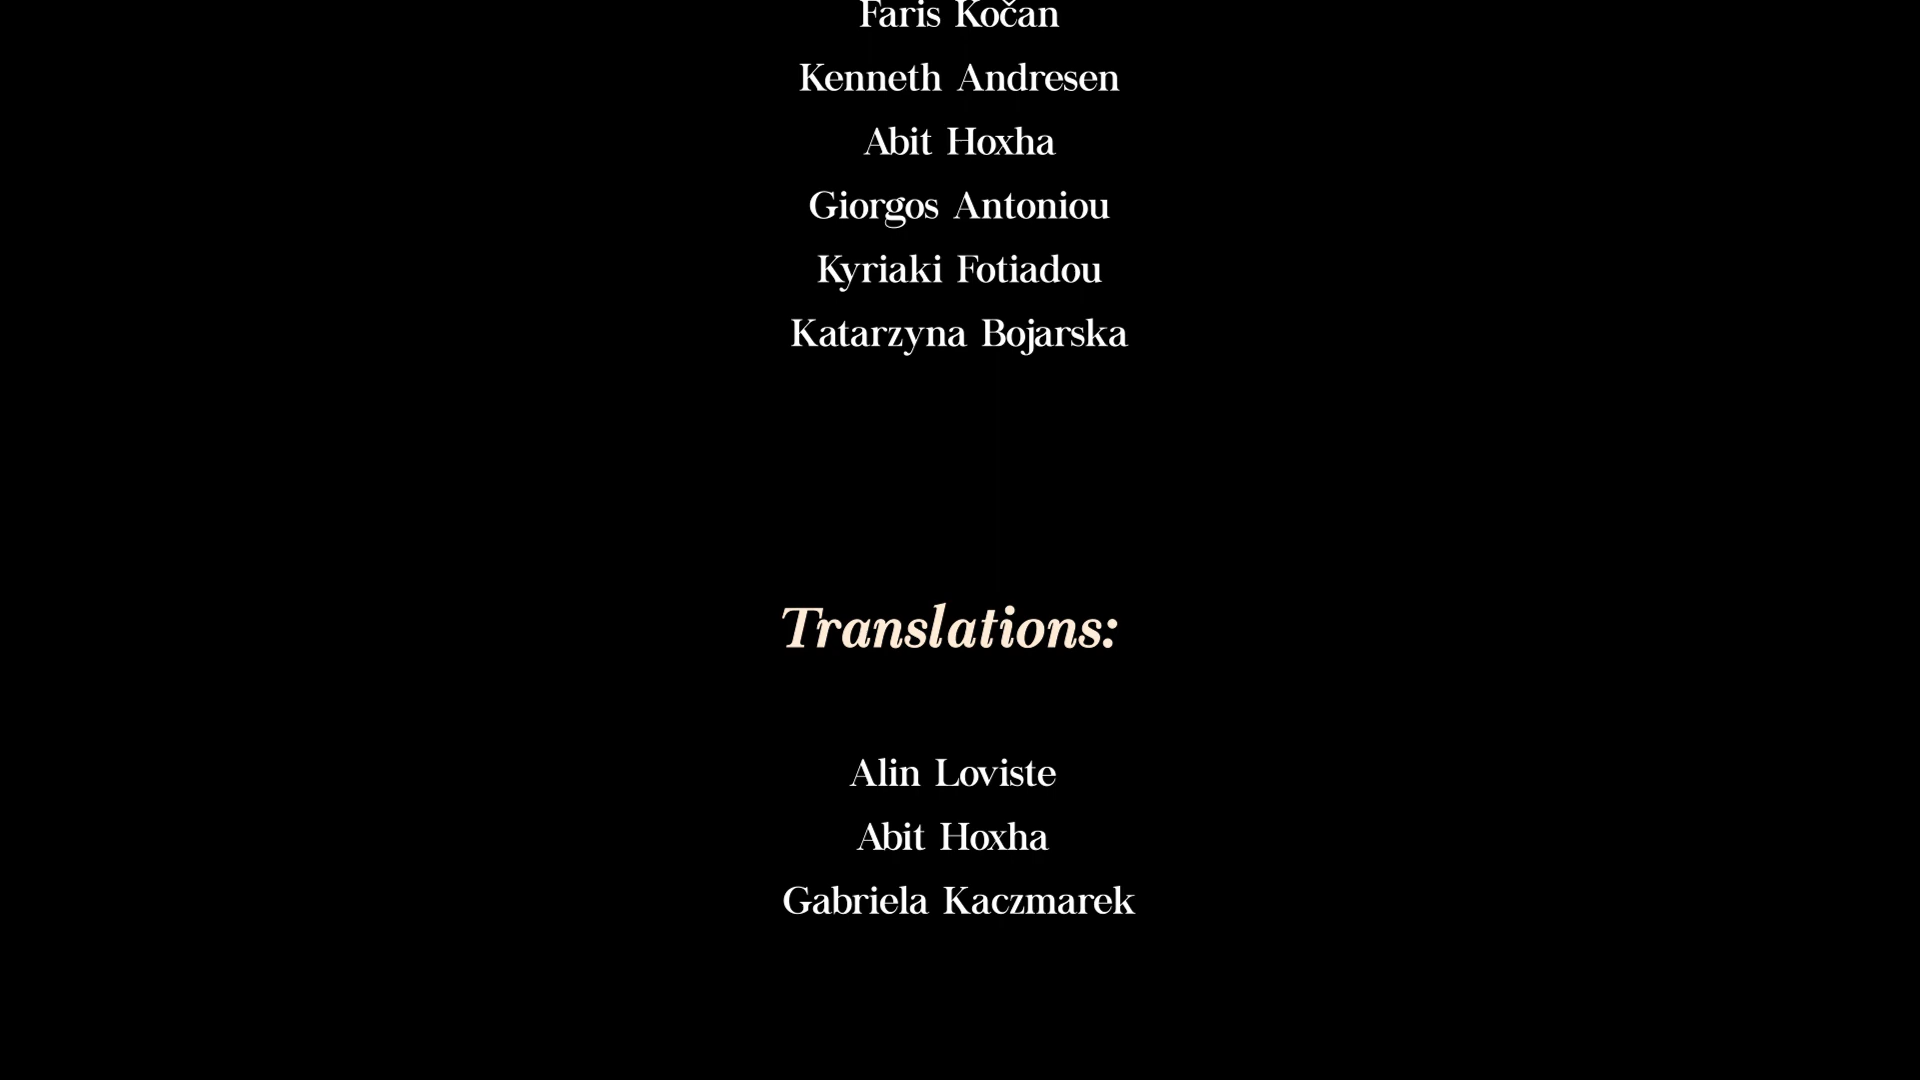 Faris Kočan
Kenneth Andresen
Abit Hoxha
Giorgos Antoniou
Kyriaki Fotiadou
Katarzyna Bojarska
Translations:
Alin Loviste
Abit Hoxha
Gabriela Kaczmarek